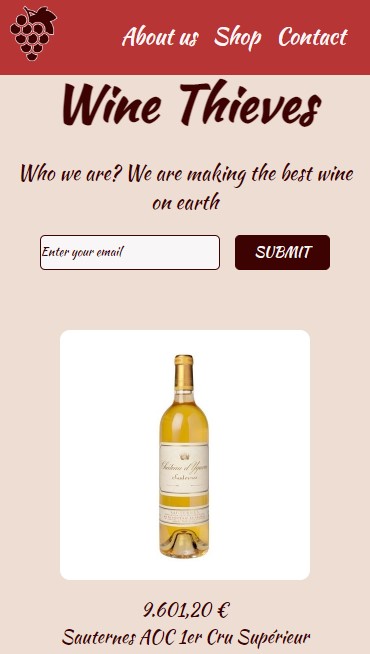 About us Shop Contact
Wine Thieves
Who we are? We are making the best wine
on earth
Enter your email SUBMIT
Château d'Yquem
Sauternes
9.601,20 €
Sauternes AOC 1er Cru Supérieur